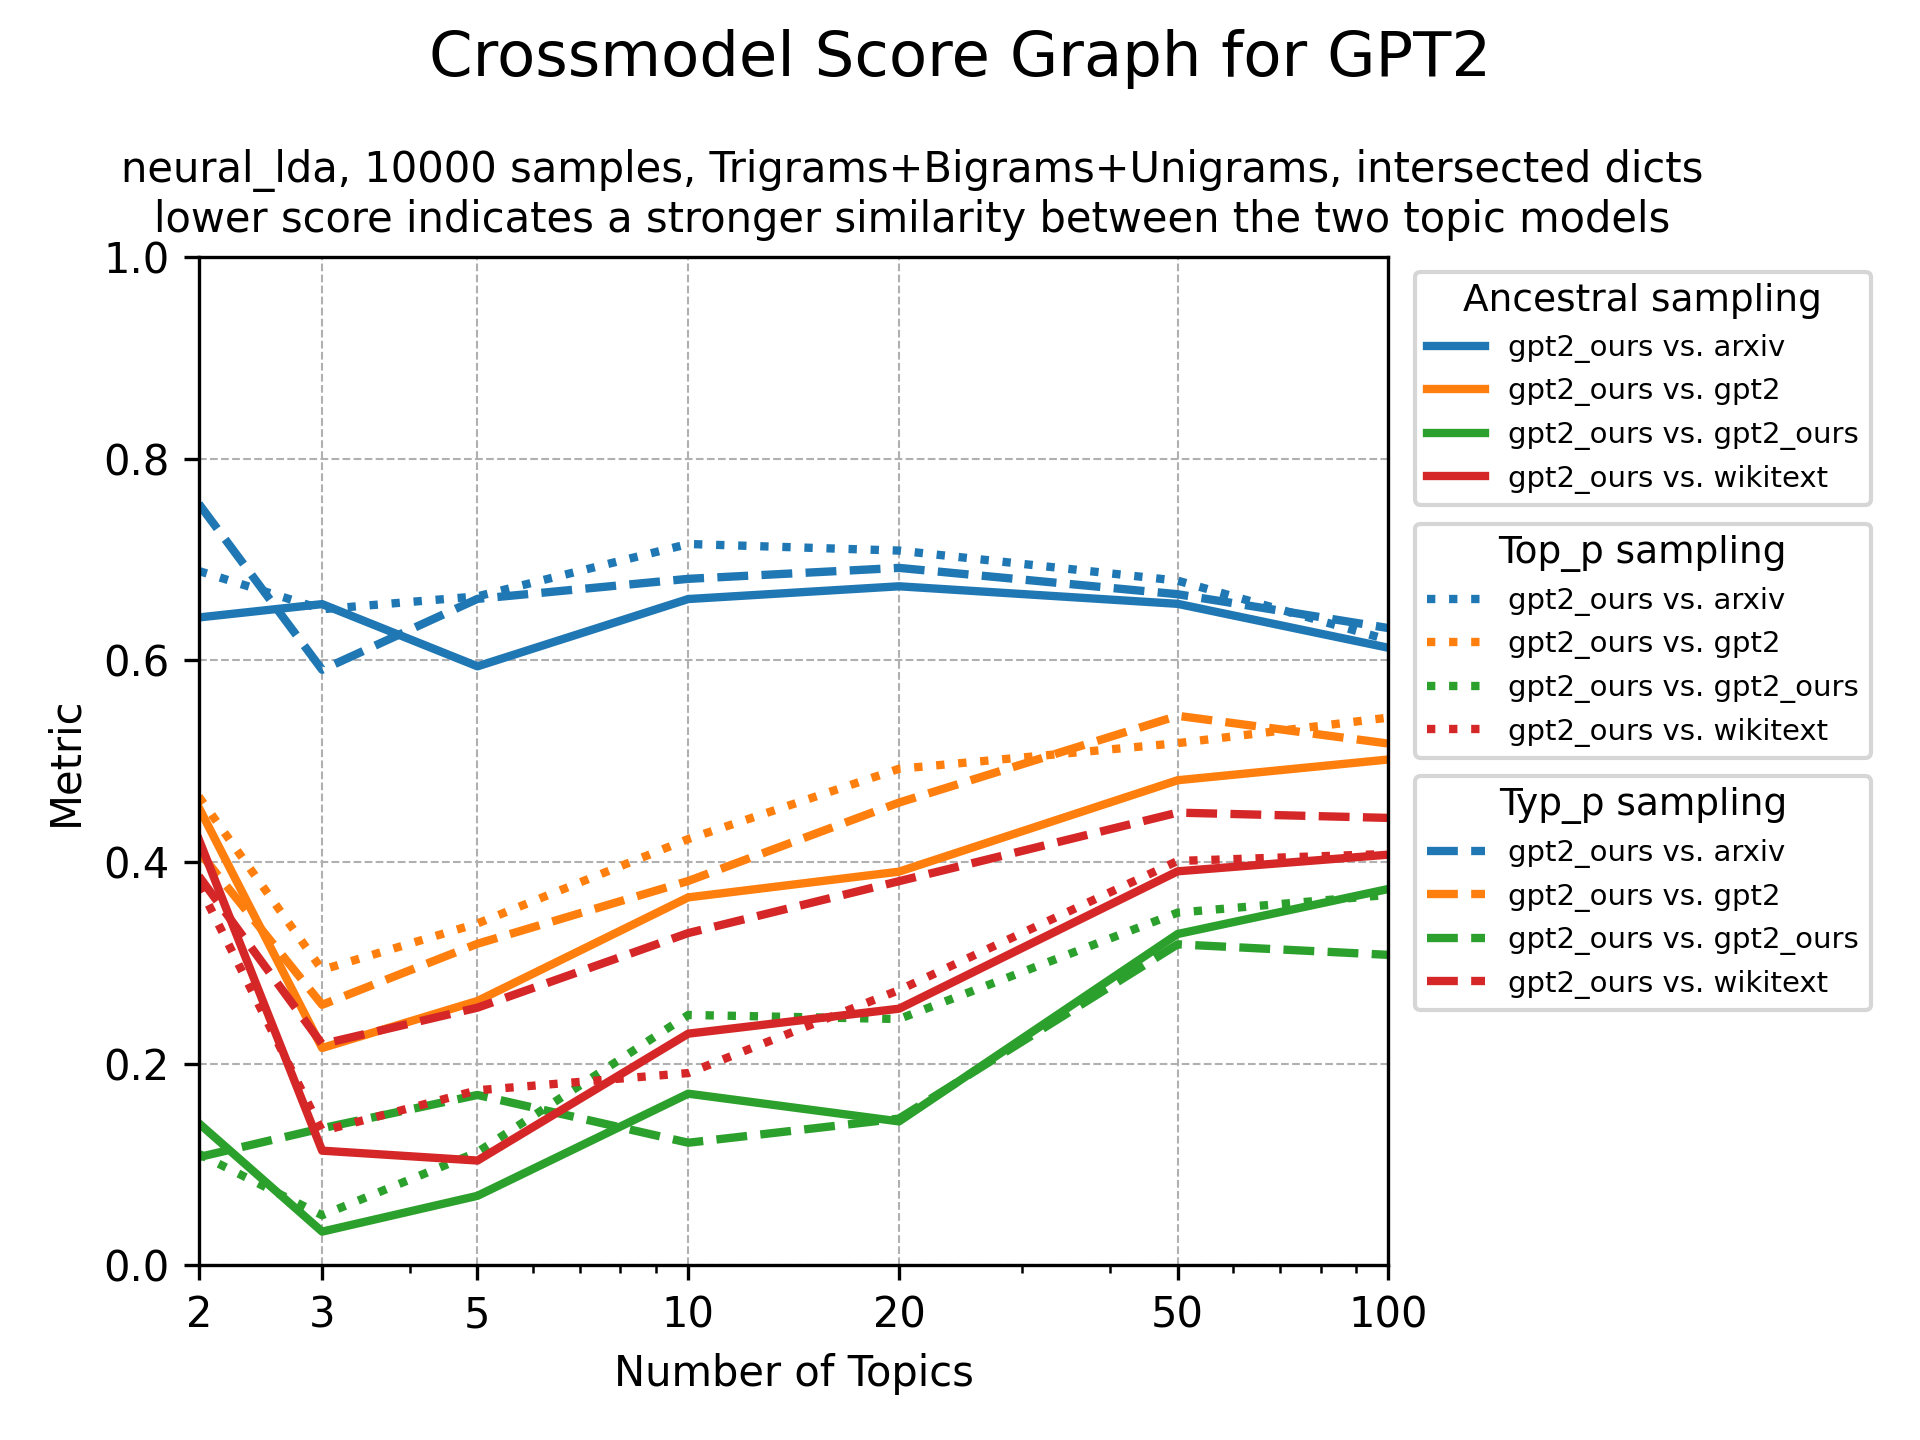 Crossmodel Score Graph for GPT2
neural_lda, 10000 samples, Trigrams+Bigrams+Unigrams, intersected dicts
lower score indicates a stronger similarity between the two topic models
1.0
0.8
0.6
0.4
0.2
0.0
Metric
2 3 5 10 20 50 100
Number of Topics
Ancestral sampling
gpt2_ours vs. arxiv
gpt2_ours vs. gpt2
gpt2_ours vs. gpt2_ours
gpt2_ours vs. wikitext
Top_p sampling
gpt2_ours vs. arxiv
gpt2_ours vs. gpt2
gpt2_ours vs. gpt2_ours
gpt2_ours vs. wikitext
Typ_p sampling
gpt2_ours vs. arxiv
gpt2_ours vs. gpt2
gpt2_ours vs. gpt2_ours
gpt2_ours vs. wikitext